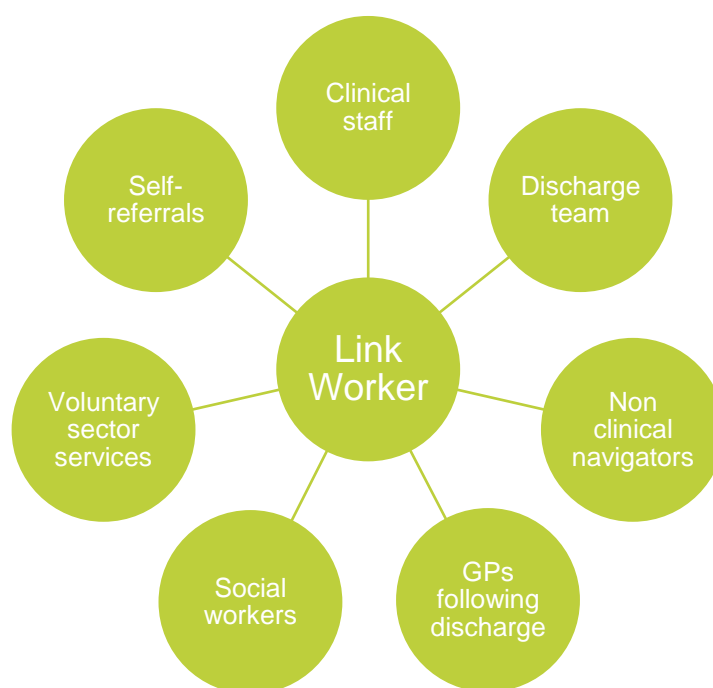 Clinical
staff
Self-
referrals
Discharge
team
Link
Worker
Voluntary
sector
services
Non
clinical
navigators
Social
workers
GPs
following
discharge